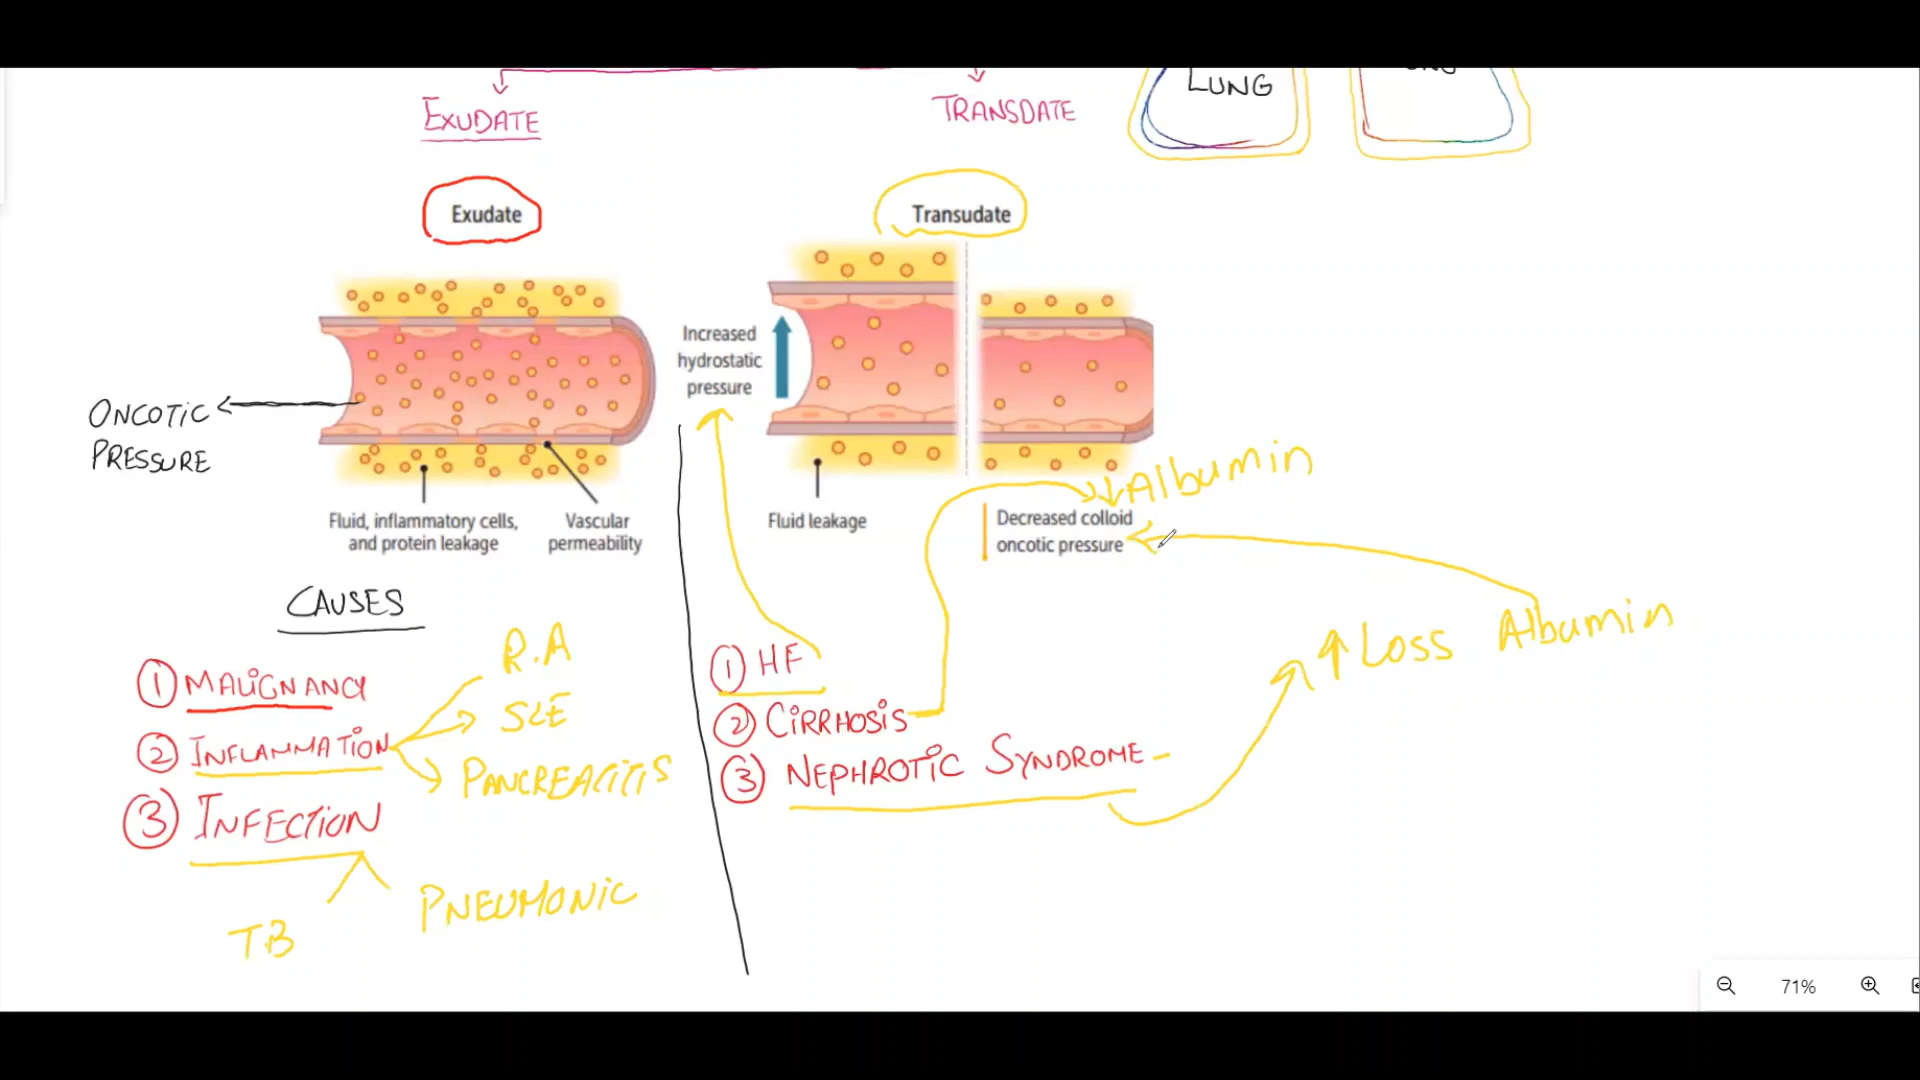 LUNG
EXUDATE
TRANSDATE
Exudate
Transudate
Increased
hydrostatic
pressure
ONCOTIC
PRESSURE
↓ Albumin
Fluid, inflammatory cells,
and protein leakage
Vascular
permeability
Fluid leakage
Decreased colloid
oncotic pressure
CAUSES
① MALIGNANCY
② INFLAMMATION
③ INFECTION
R.A
SLE
PANCREATITIS
TB
PNEUMONIC
① HF
② CIRRHOSIS
③ NEPHROTIC SYNDROME
↑ LOSS Albumin
71%